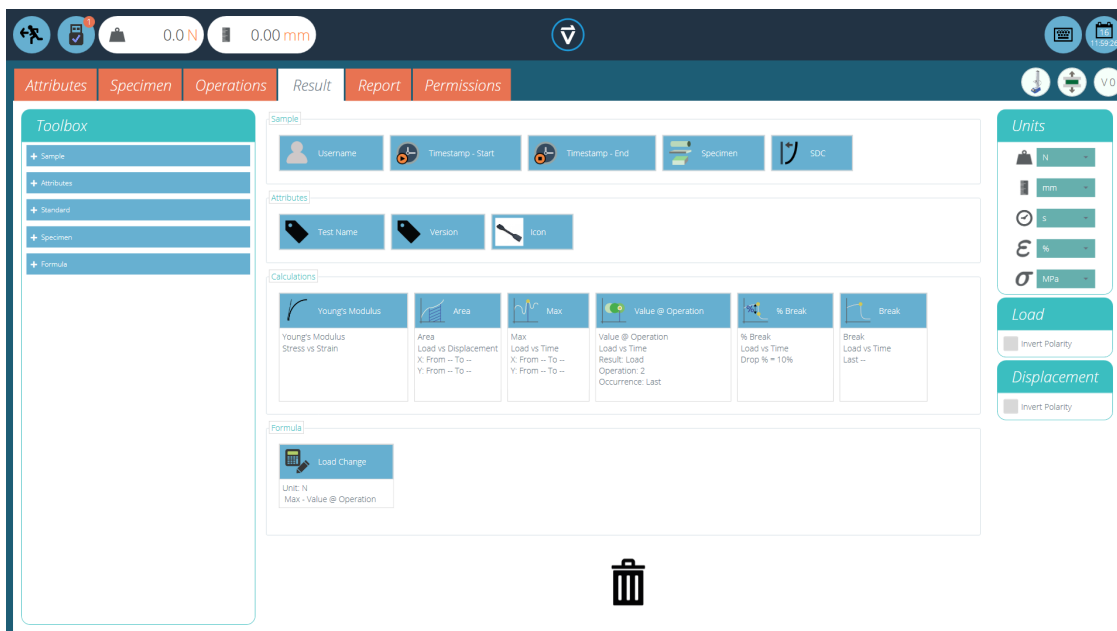 1
0.0 N
0.00 mm
16
11:59:26
Attributes
Specimen
Operations
Result
Report
Permissions
V 0
Toolbox
+ Sample
+ Attributes
+ Standard
+ Specimen
+ Formula
Sample
Username
Timestamp - Start
Timestamp - End
Specimen
SDC
Attributes
Test Name
Version
Icon
Calculations
Young's Modulus
Young's Modulus
Stress vs Strain
Area
Area
Load vs Displacement
X: From -- To --
Y: From -- To --
Max
Max
Load vs Time
X: From -- To --
Y: From -- To --
Value @ Operation
Value @ Operation
Load vs Time
Result: Load
Operation: 2
Occurrence: Last
% Break
% Break
Load vs Time
Drop % = 10%
Break
Break
Load vs Time
Last --
Formula
Load Change
Unit: N
Max - Value @ Operation
Units
N
mm
s
ε
%
σ
MPa
Load
Invert Polarity
Displacement
Invert Polarity